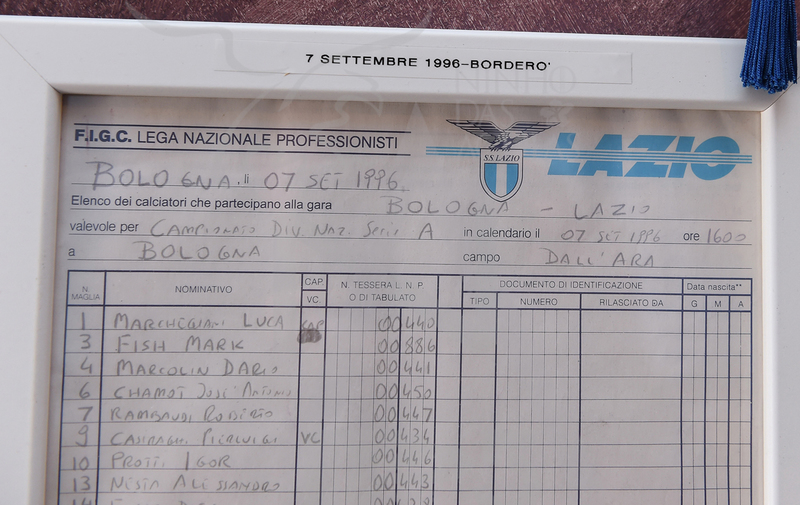 7 SETTEMBRE 1996-BORDERO'
F.I.G.C. LEGA NAZIONALE PROFESSIONISTI
S.S. LAZIO
LAZIO
BOLOGNA. lì 07 SET 1996
Elenco dei calciatori che partecipano alla gara BOLOGNA - LAZIO
valevole per CAMPIONATO DIV. NAZ. SERIE A in calendario il 07 SET 1996 ore 1600
a BOLOGNA campo DALL'ARA
N. MAGLIA NOMINATIVO CAP VC N. TESSERA L. N. P. O DI TABULATO DOCUMENTO DI IDENTIFICAZIONE Data nascita**
TIPO NUMERO RILASCIATO DA G M A
1 MARCHEGIANI LUCA CAP 00440
3 FISH MARK 00886
4 MARCOLIN DARIO 00441
6 CHAMOT JOSE' ANTONIO 00450
7 RAMBAUDI ROBERTO 00447
9 CASIRAGHI PIERLUIGI VC 00434
10 PROTTI IGOR 00446
13 NESTA ALESSANDRO 00443
14